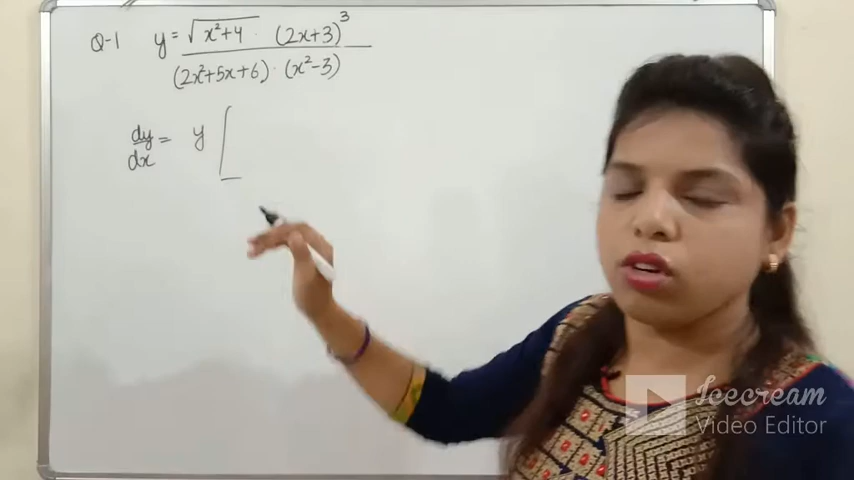 Q-1 y = √(x²+4) · (2x+3)³ / (2x²+5x+6) · (x²-3)
dy/dx = y [
Icecream
Video Editor